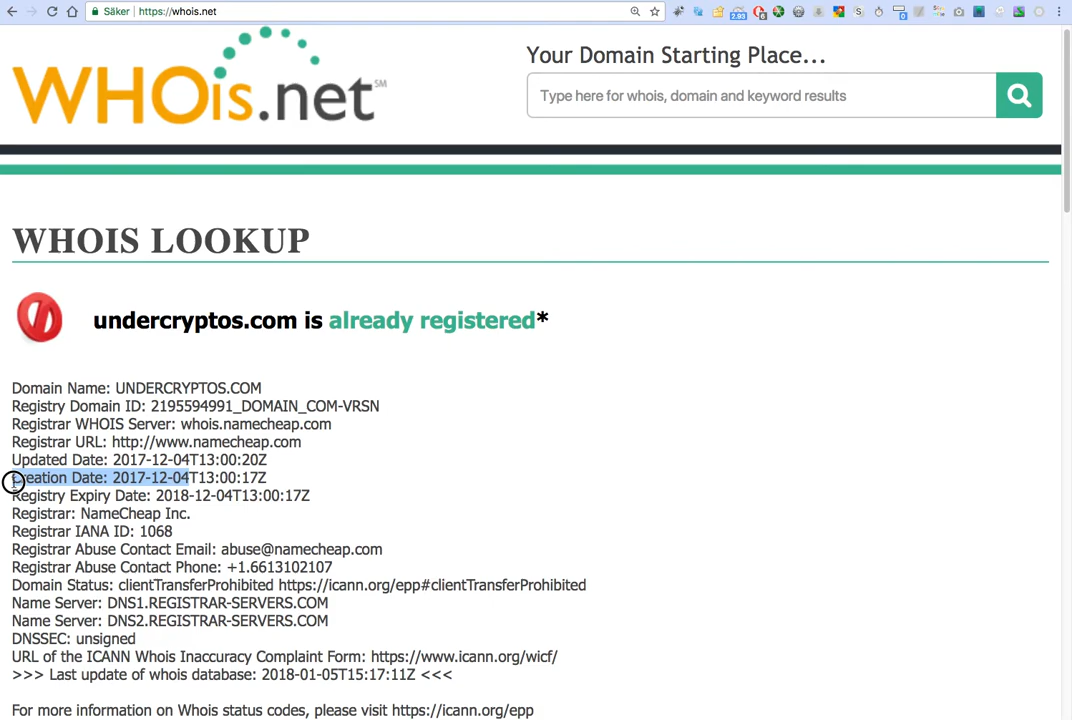 Säker https://whois.net
2.93 6 0
WHOis.net SM
Your Domain Starting Place...
Type here for whois, domain and keyword results
WHOIS LOOKUP
undercryptos.com is already registered*
Domain Name: UNDERCRYPTOS.COM
Registry Domain ID: 2195594991_DOMAIN_COM-VRSN
Registrar WHOIS Server: whois.namecheap.com
Registrar URL: http://www.namecheap.com
Updated Date: 2017-12-04T13:00:20Z
Creation Date: 2017-12-04T13:00:17Z
Registry Expiry Date: 2018-12-04T13:00:17Z
Registrar: NameCheap Inc.
Registrar IANA ID: 1068
Registrar Abuse Contact Email: abuse@namecheap.com
Registrar Abuse Contact Phone: +1.6613102107
Domain Status: clientTransferProhibited https://icann.org/epp#clientTransferProhibited
Name Server: DNS1.REGISTRAR-SERVERS.COM
Name Server: DNS2.REGISTRAR-SERVERS.COM
DNSSEC: unsigned
URL of the ICANN Whois Inaccuracy Complaint Form: https://www.icann.org/wicf/
>>> Last update of whois database: 2018-01-05T15:17:11Z <<<
For more information on Whois status codes, please visit https://icann.org/epp